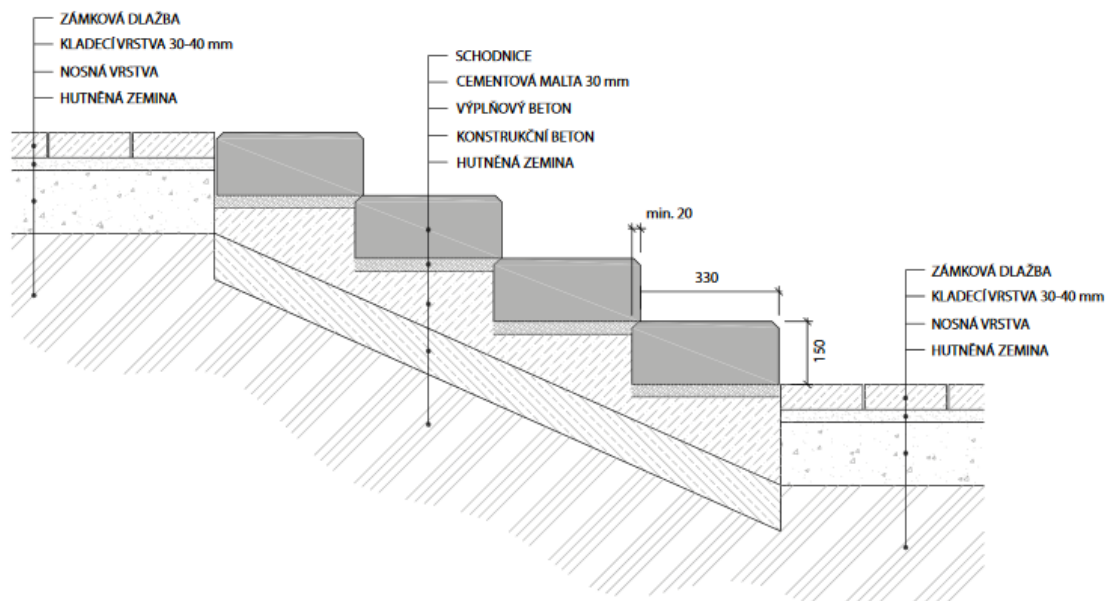 ZÁMKOVÁ DLAŽBA
KLADECÍ VRSTVA 30-40 mm
NOSNÁ VRSTVA
HUTNĚNÁ ZEMINA
SCHODNICE
CEMENTOVÁ MALTA 30 mm
VÝPLŇOVÝ BETON
KONSTRUKČNÍ BETON
HUTNĚNÁ ZEMINA
min. 20
330
150
ZÁMKOVÁ DLAŽBA
KLADECÍ VRSTVA 30-40 mm
NOSNÁ VRSTVA
HUTNĚNÁ ZEMINA